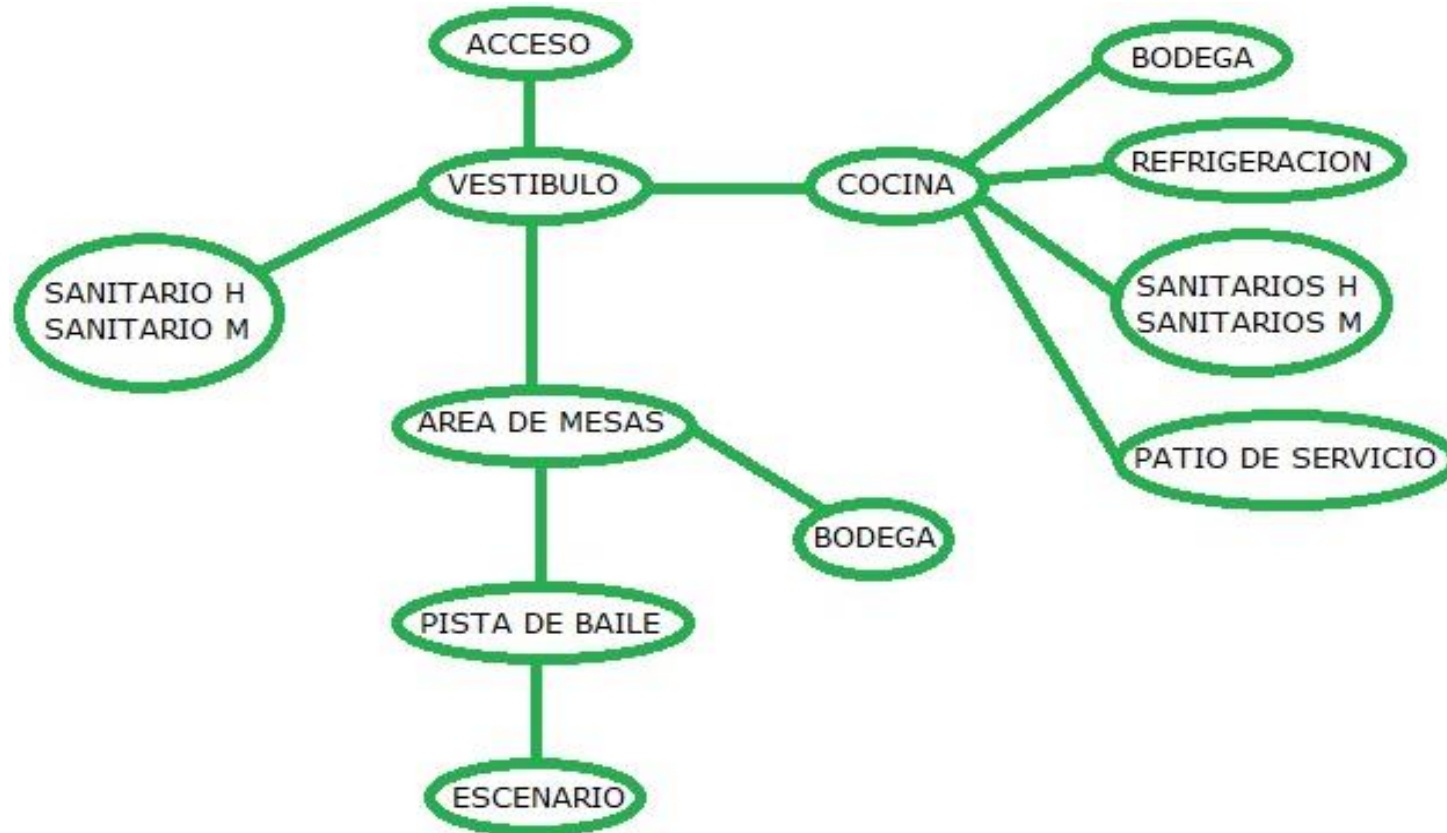 ACCESO
BODEGA
VESTIBULO
COCINA
REFRIGERACION
SANITARIO H
SANITARIO M
SANITARIOS H
SANITARIOS M
AREA DE MESAS
PATIO DE SERVICIO
BODEGA
PISTA DE BAILE
ESCENARIO